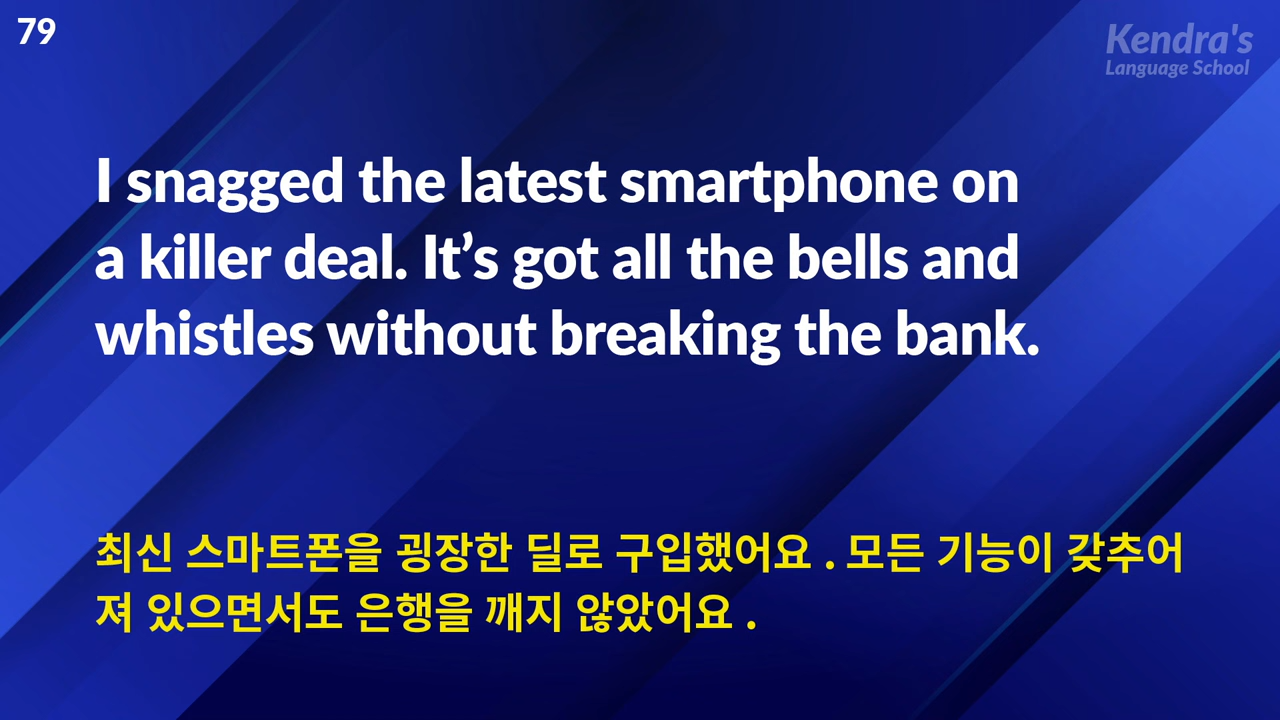 79
Kendra's
Language School
I snagged the latest smartphone on
a killer deal. It’s got all the bells and
whistles without breaking the bank.
최신 스마트폰을 굉장한 딜로 구입했어요 . 모든 기능이 갖추어
져 있으면서도 은행을 깨지 않았어요 .